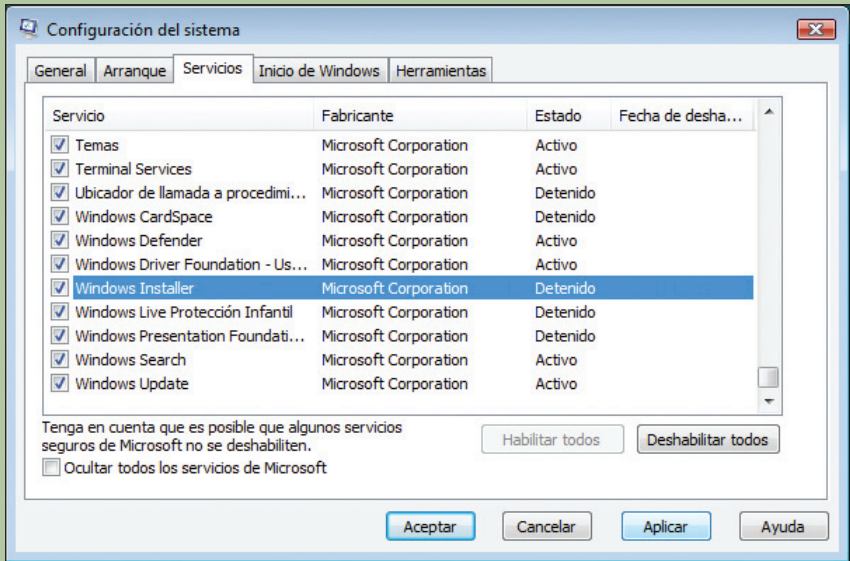 Configuración del sistema
General Arranque Servicios Inicio de Windows Herramientas
Servicio Fabricante Estado Fecha de desha...
Temas Microsoft Corporation Activo
Terminal Services Microsoft Corporation Activo
Ubicador de llamada a procedimi... Microsoft Corporation Detenido
Windows CardSpace Microsoft Corporation Detenido
Windows Defender Microsoft Corporation Activo
Windows Driver Foundation - Us... Microsoft Corporation Activo
Windows Installer Microsoft Corporation Detenido
Windows Live Protección Infantil Microsoft Corporation Detenido
Windows Presentation Foundati... Microsoft Corporation Detenido
Windows Search Microsoft Corporation Activo
Windows Update Microsoft Corporation Activo
Tenga en cuenta que es posible que algunos servicios
seguros de Microsoft no se deshabiliten.
Habilitar todos Deshabilitar todos
Ocultar todos los servicios de Microsoft
Aceptar Cancelar Aplicar Ayuda